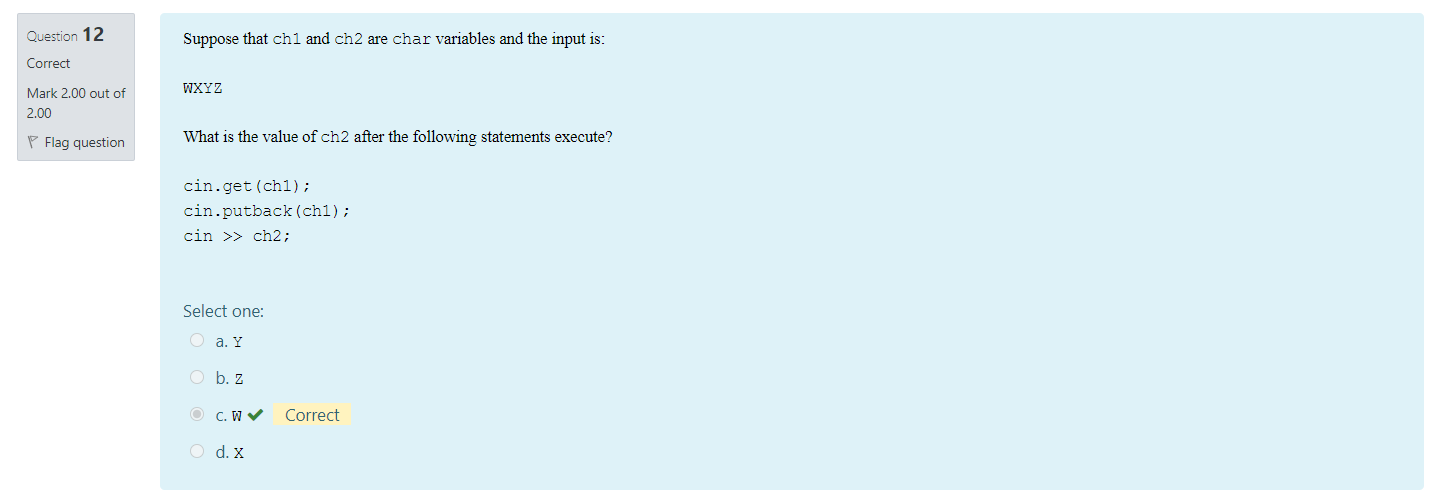 Question 12
Correct
Mark 2.00 out of
2.00
Flag question
Suppose that ch1 and ch2 are char variables and the input is:
WXYZ
What is the value of ch2 after the following statements execute?
cin.get(ch1);
cin.putback(ch1);
cin >> ch2;
Select one:
a. Y
b. Z
c. W Correct
d. X